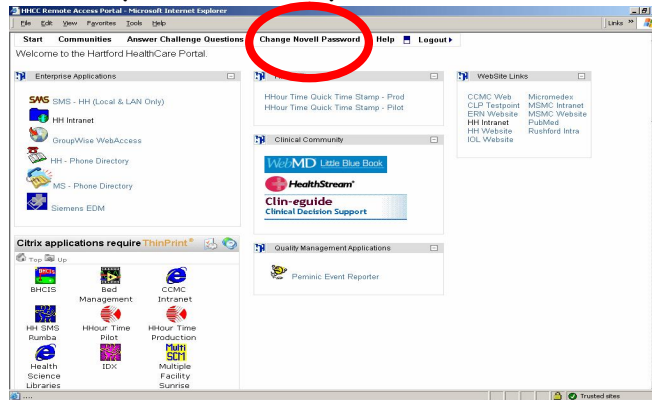 HHCC Remote Access Portal - Microsoft Internet Explorer
File Edit View Favorites Tools Help
Links »
Start Communities Answer Challenge Questions Change Novell Password Help Logout
Welcome to the Hartford HealthCare Portal.
Enterprise Applications
SMS SMS - HH (Local & LAN Only)
HH Intranet
GroupWise WebAccess
HH - Phone Directory
MS - Phone Directory
Siemens EDM
Citrix applications require ThinPrint®
Top Up
BHCIS
BHCIS
Bed Management
CCMC Intranet
HH SMS Rumba
HHour Time Pilot
HHour Time Production
Health Science Libraries
IDX
Multi SCM
Multiple Facility Sunrise
HHour Time Quick Time Stamp - Prod
HHour Time Quick Time Stamp - Pilot
Clinical Community
WebMD Little Blue Book
HealthStream
Clin-eguide
Clinical Decision Support
Quality Management Applications
Peminic Event Reporter
WebSite Links
CCMC Web
CLP Testpoint
ERN Website
HH Intranet
HH Website
IOL Website
Micromedex
MSMC Intranet
MSMC Website
PubMed
Rushford Intra
Trusted sites